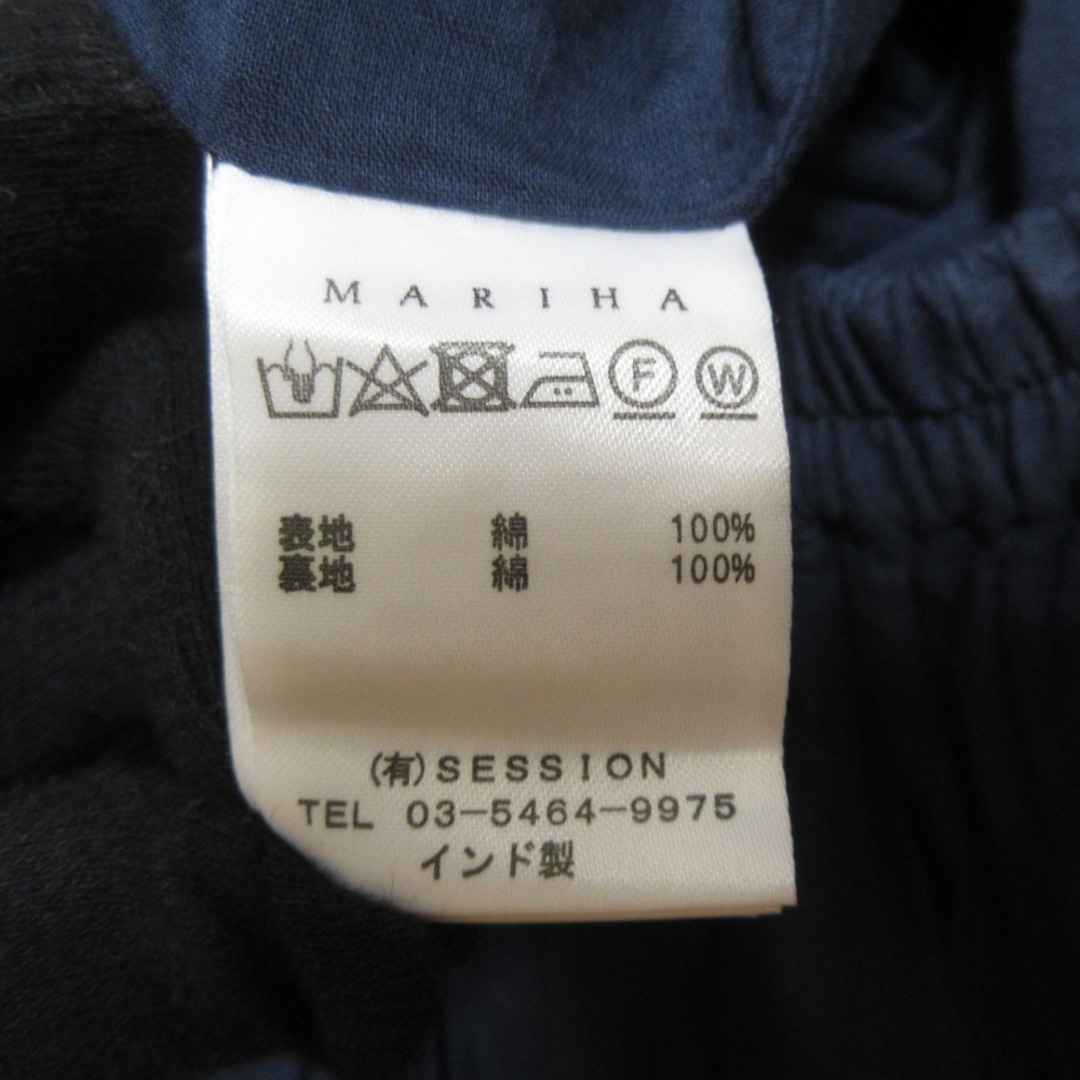 MARIHA
F W
表地 綿 100%
裏地 綿 100%
(有)SESSION
TEL 03-5464-9975
インド製